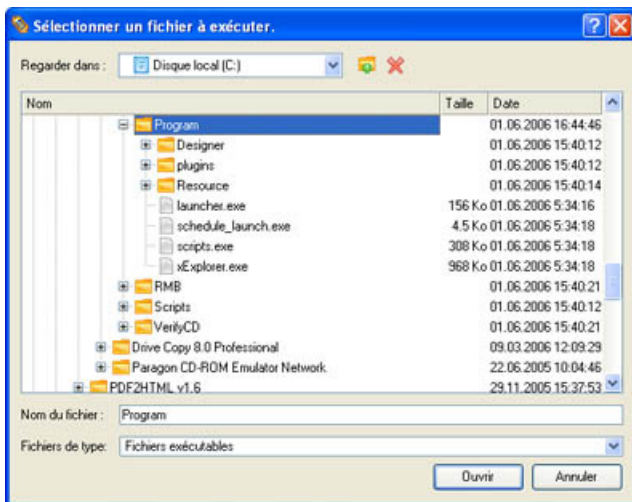 Sélectionner un fichier à exécuter.
Regarder dans : Disque local (C:)
Nom Taille Date
Program 01.06.2006 16:44:46
Designer 01.06.2006 15:40:12
plugins 01.06.2006 15:40:12
Resource 01.06.2006 15:40:14
launcher.exe 156 Ko 01.06.2006 5:34:16
schedule_launch.exe 4.5 Ko 01.06.2006 5:34:18
scripts.exe 308 Ko 01.06.2006 5:34:18
xExplorer.exe 968 Ko 01.06.2006 5:34:18
RMB 01.06.2006 15:40:21
Scripts 01.06.2006 15:40:12
VerifyCD 01.06.2006 15:40:21
Drive Copy 8.0 Professional 09.03.2006 12:09:29
Paragon CD-ROM Emulator Network 22.06.2005 10:04:46
PDF2HTML v1.6 29.11.2005 15:37:53
Nom du fichier : Program
Fichiers de type: Fichiers exécutables
Ouvrir Annuler